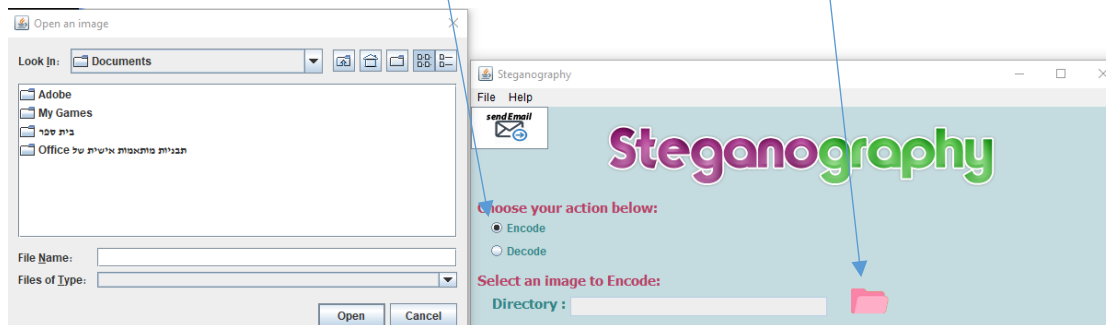 Open an image
Look In: Documents
Adobe
My Games
בית ספר
תבניות מותאמות אישית של Office
File Name:
Files of Type:
Open Cancel
Steganography
File Help
sendEmail
Steganography
Choose your action below:
Encode
Decode
Select an image to Encode:
Directory :